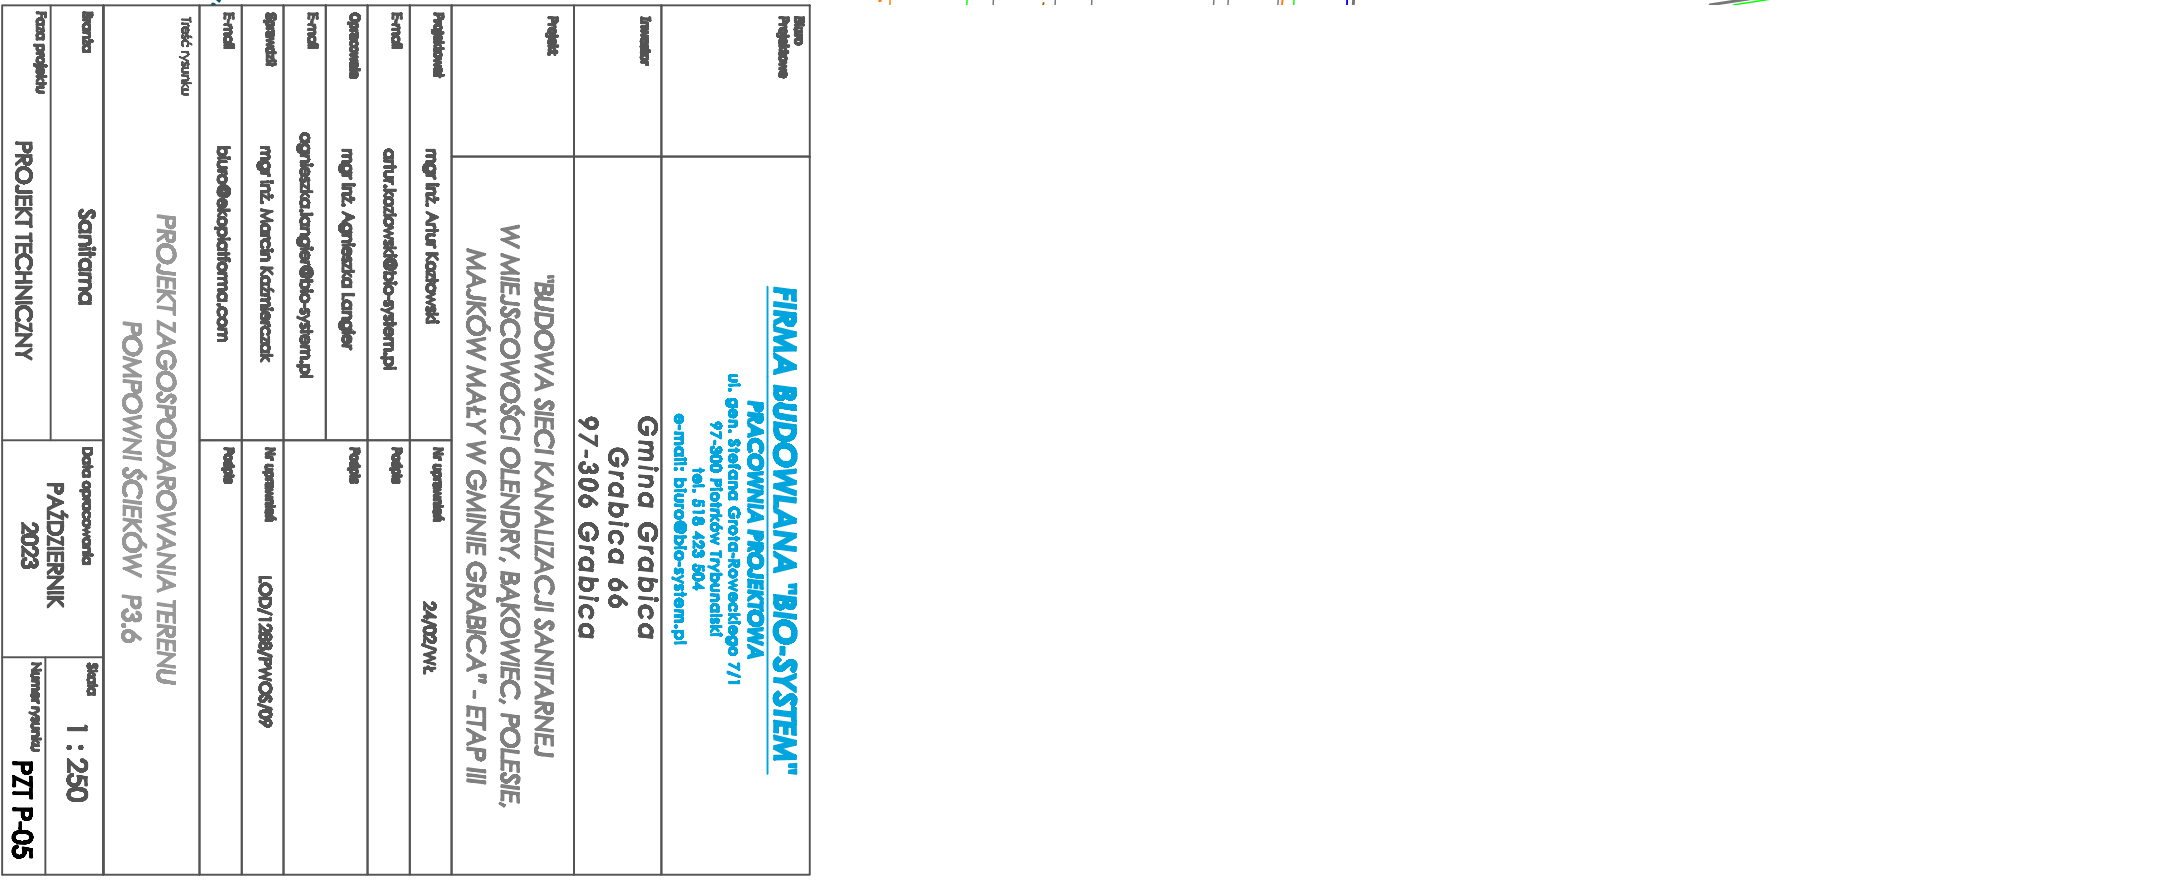 Biuro
Projektowe
FIRMA BUDOWLANA "BIO-SYSTEM"
PRACOWNIA PROJEKTOWA
ul. gen. Stefana Grota-Roweckiego 7/1
97-300 Piotrków Trybunalski
tel. 518 423 504
e-mail: biuro@bio-system.pl
Inwestor
Gmina Grabica
Grabica 66
97-306 Grabica
Projekt
"BUDOWA SIECI KANALIZACJI SANITARNEJ
W MIEJSCOWOŚCI OLENDRY, BĄKOWIEC, POLESIE,
MAJKÓW MAŁY W GMINIE GRABICA" - ETAP III
Projektował mgr inż. Artur Kozłowski Nr uprawnień 24/02/WŁ
E-mail artur.kozlowski@bio-system.pl Podpis
Opracowała mgr inż. Agnieszka Langier Podpis
E-mail agnieszka.langier@bio-system.pl
Sprawdził mgr inż. Marcin Kaźmierczak Nr uprawnień LOD/1288/PWOS/09
E-mail biuro@ekoplatforma.com Podpis
Treść rysunku
PROJEKT ZAGOSPODAROWANIA TERENU
POMPOWNI ŚCIEKÓW P3.6
Branża Sanitarna
Data opracowania
PAŹDZIERNIK
2023
Skala 1 : 250
Faza projektu PROJEKT TECHNICZNY
Numer rysunku PZT P-05